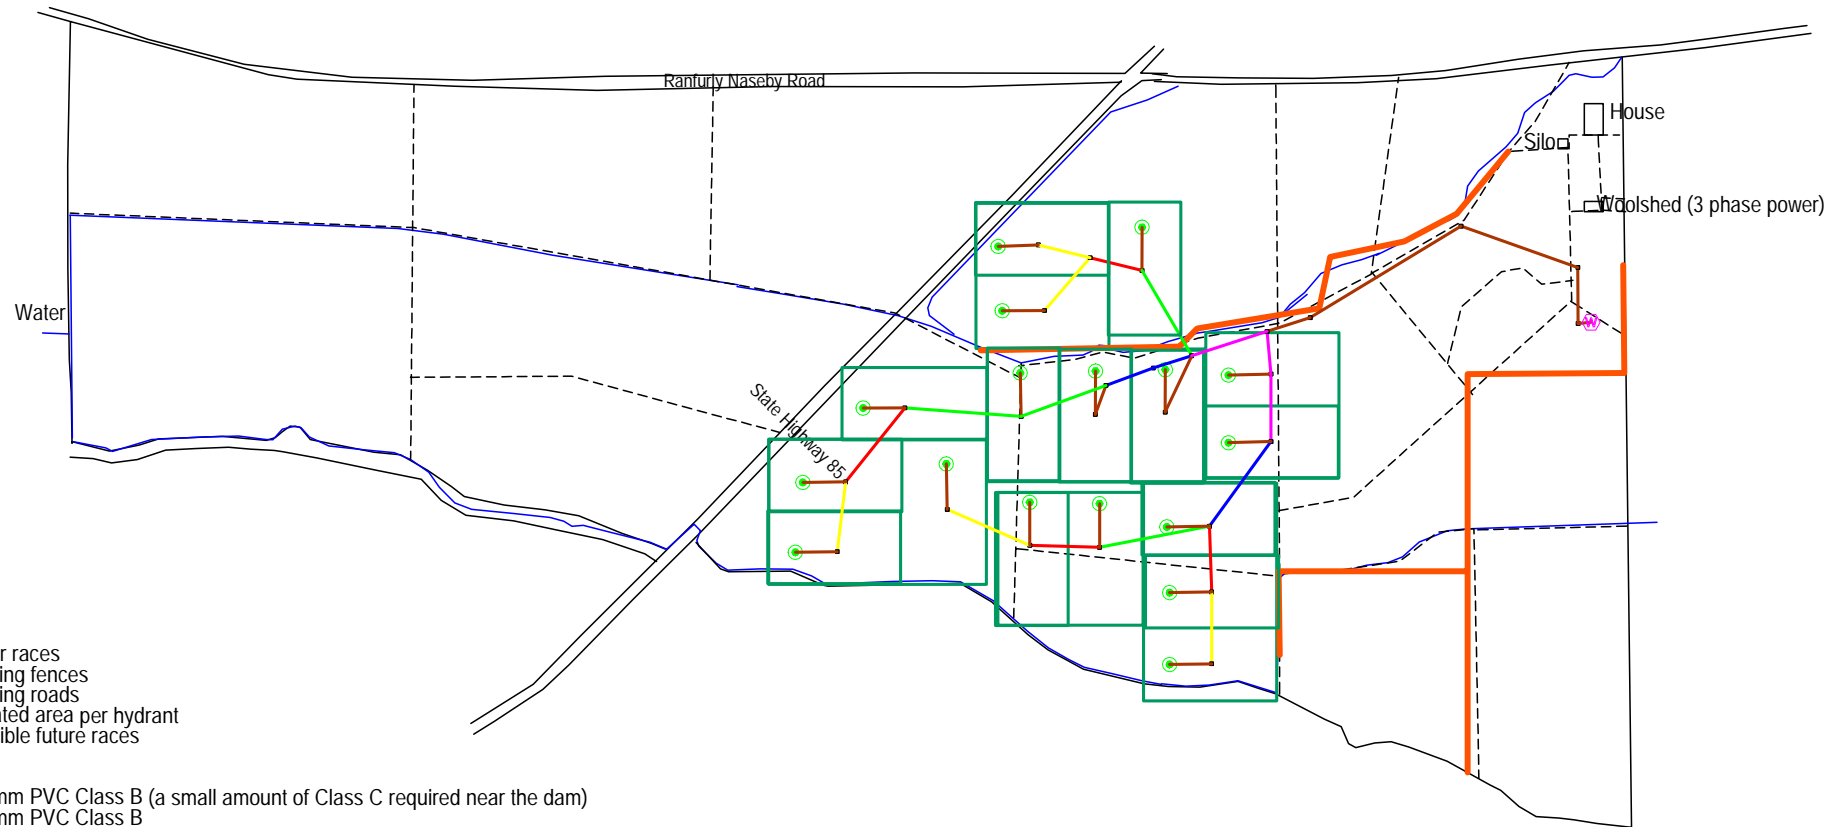 Ranfurly Naseby Road
House
Silo
Woolshed (3 phase power)
Water
State Highway 85
W
r races
ing fences
ing roads
ted area per hydrant
ible future races
mm PVC Class B (a small amount of Class C required near the dam)
mm PVC Class B